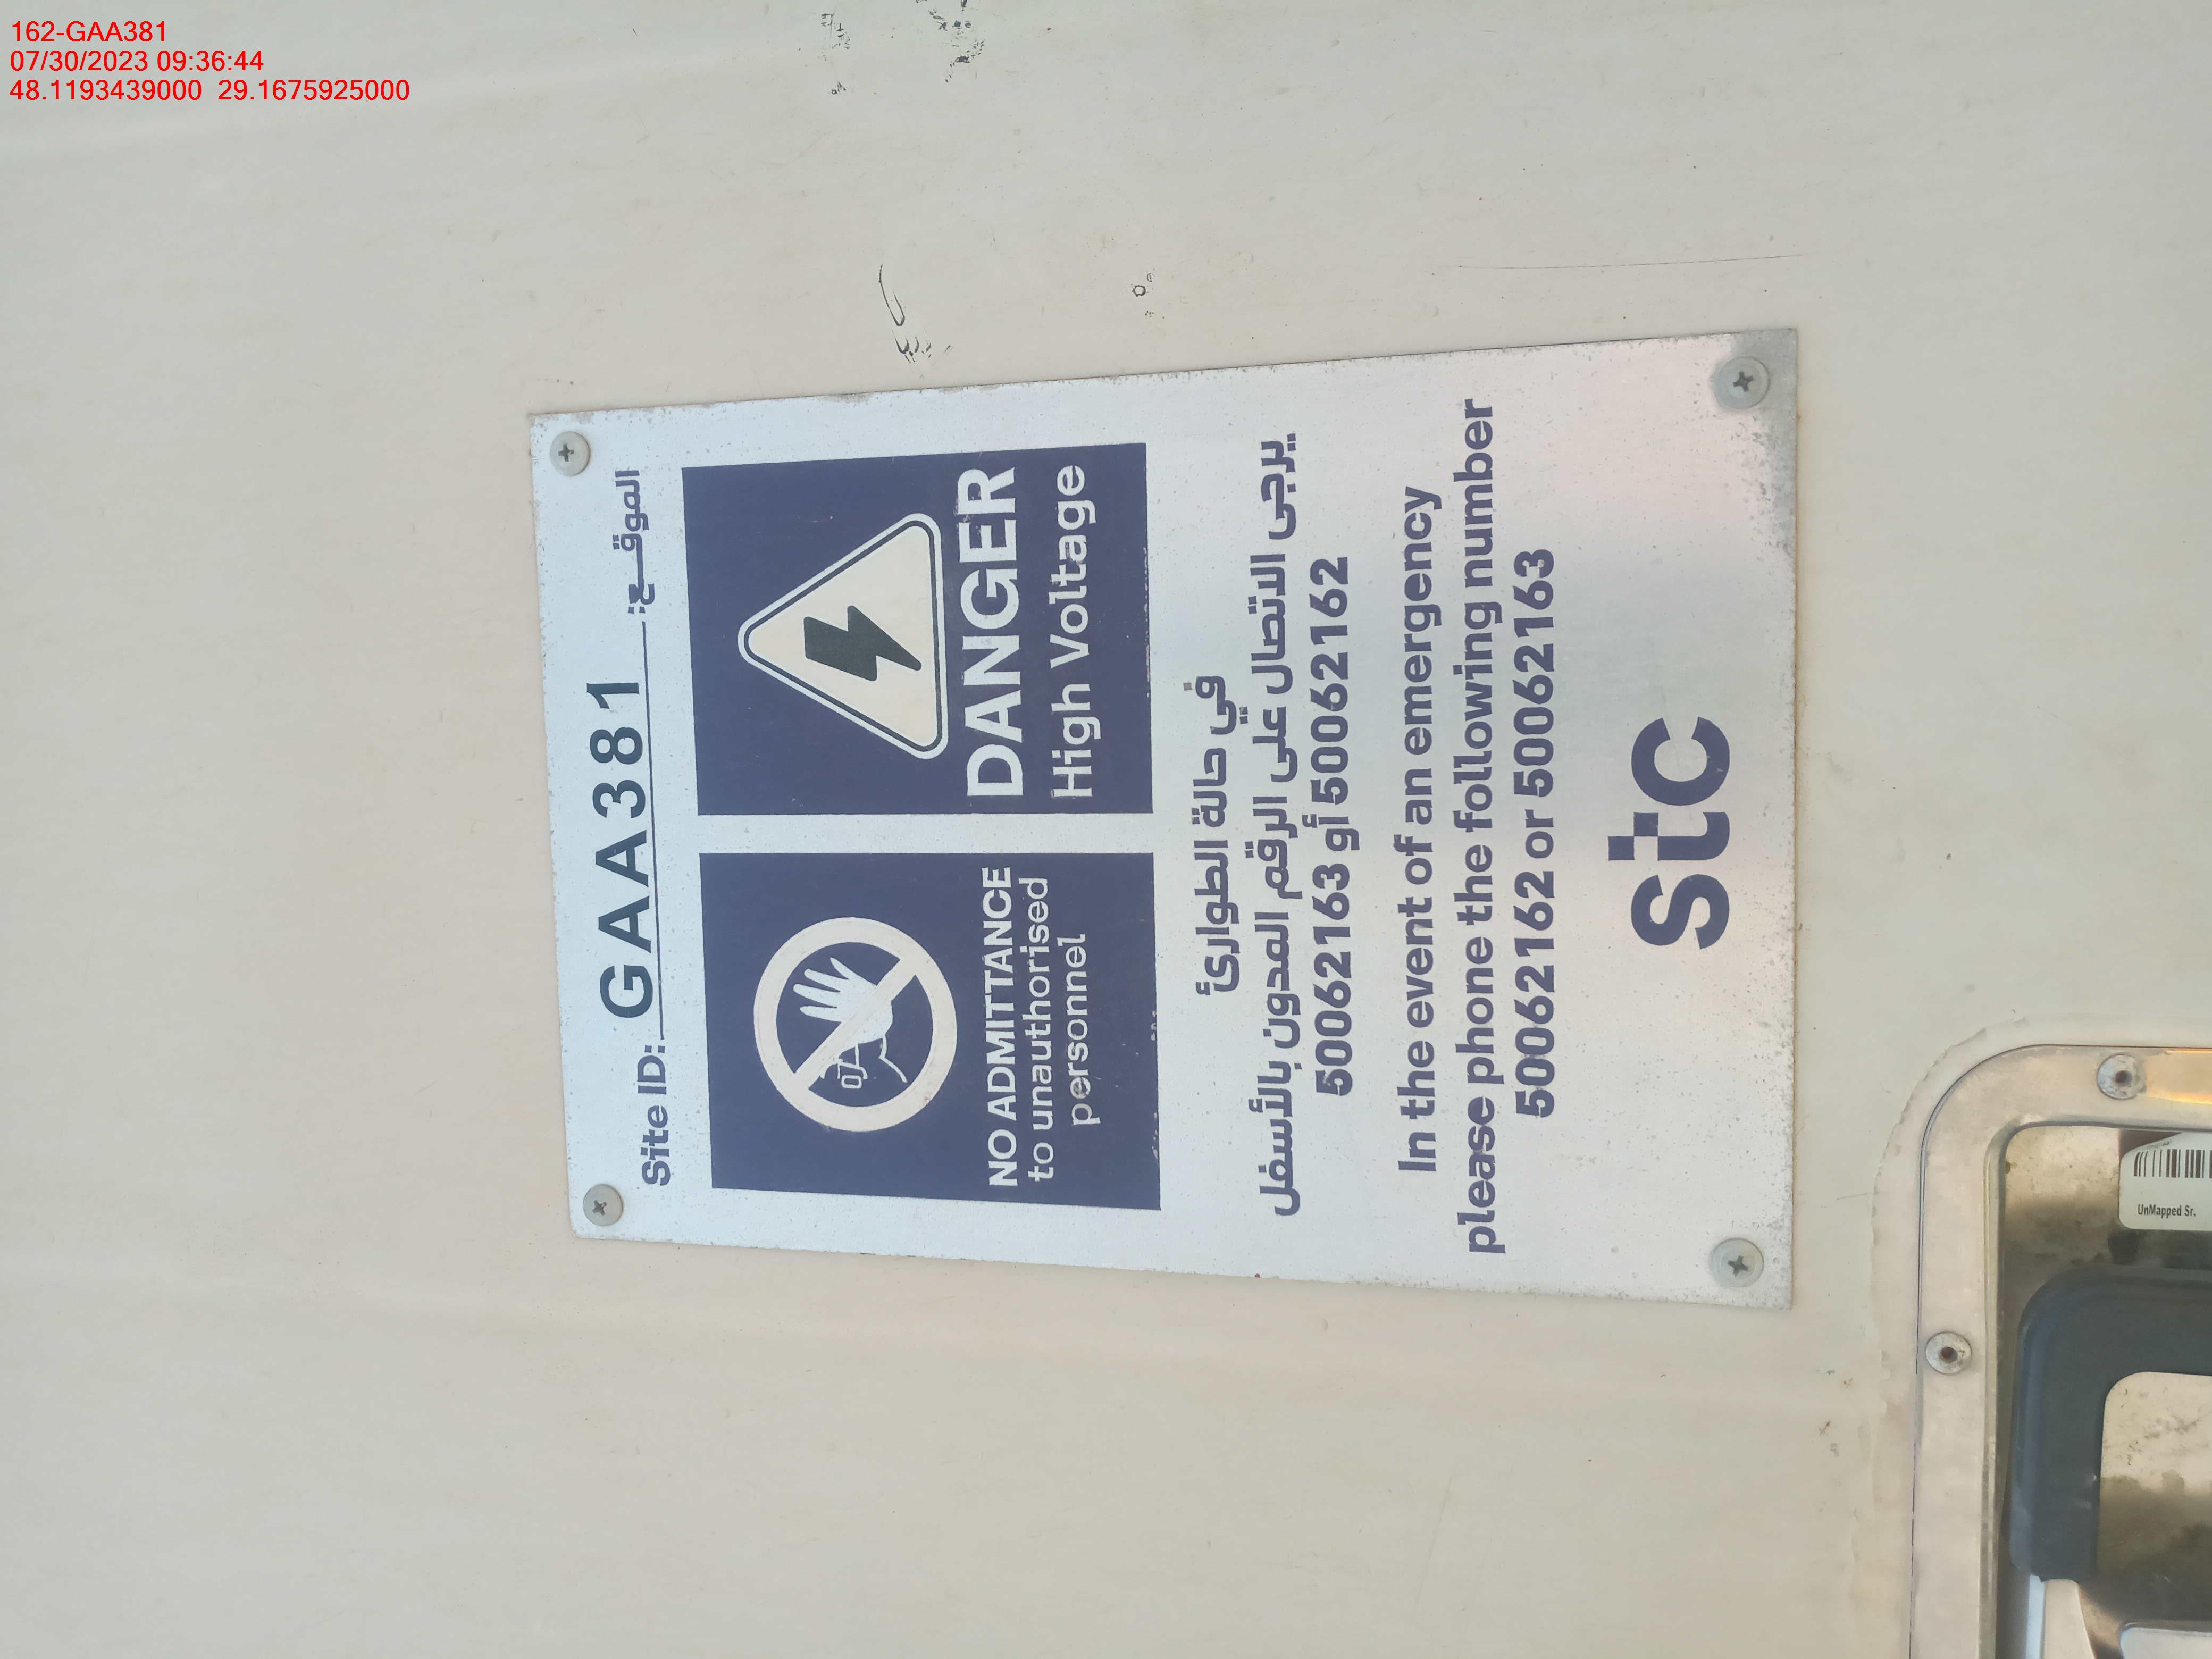 162-GAA381
07/30/2023 09:36:44
48.1193439000 29.1675925000
Site ID: GAA381 الموقع:
NO ADMITTANCE
to unauthorised
personnel
DANGER
High Voltage
في حالة الطوارئ
يرجى الاتصال على الرقم المدون بالأسفل
50062163 أو 50062162
In the event of an emergency
please phone the following number
50062162 or 50062163
stc
UnMapped Sr.